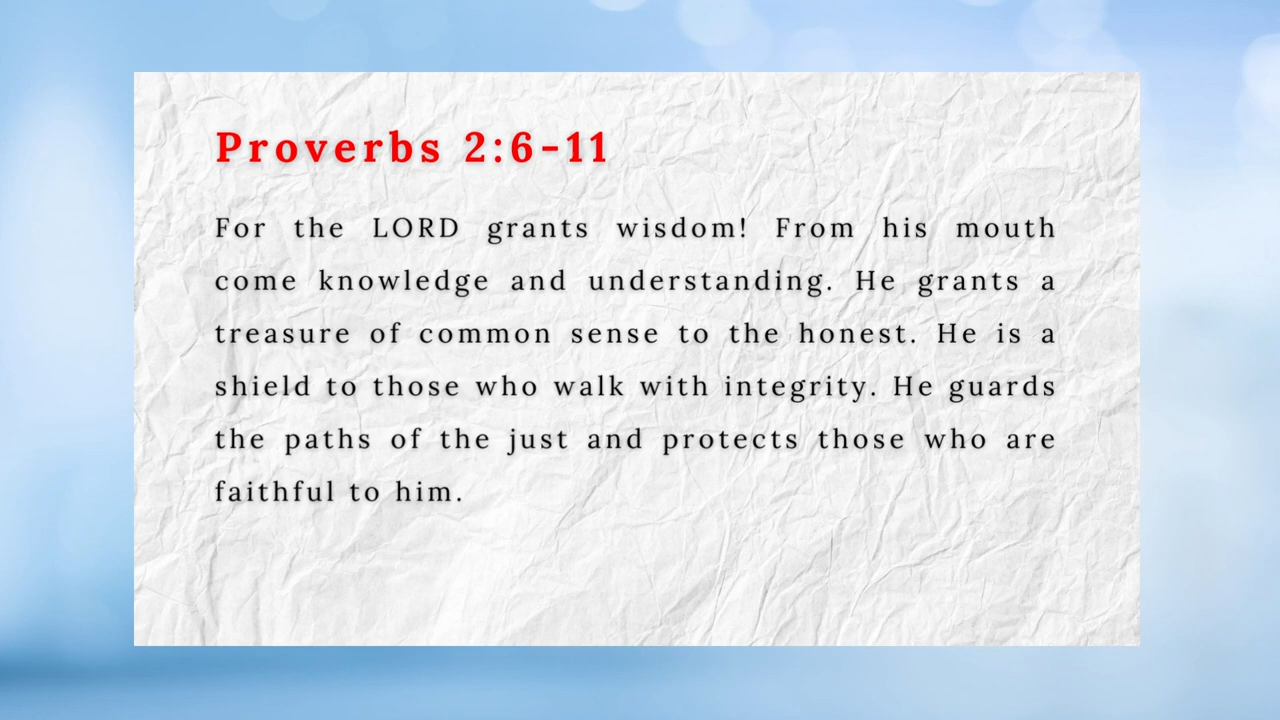 Proverbs 2:6-11
For the LORD grants wisdom! From his mouth
come knowledge and understanding. He grants a
treasure of common sense to the honest. He is a
shield to those who walk with integrity. He guards
the paths of the just and protects those who are
faithful to him.